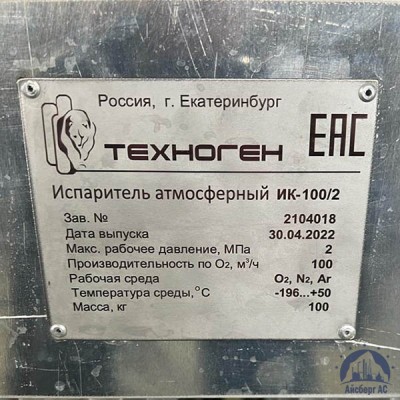 Россия, г. Екатеринбург
ТЕХНОГЕН
ЕАС
Испаритель атмосферный ИК-100/2
Зав. № 2104018
Дата выпуска 30.04.2022
Макс. рабочее давление, МПа 2
Производительность по О₂, м³/ч 100
Рабочая среда O₂, N₂, Ar
Температура среды, °С -196...+50
Масса, кг 100
Айсберг АС